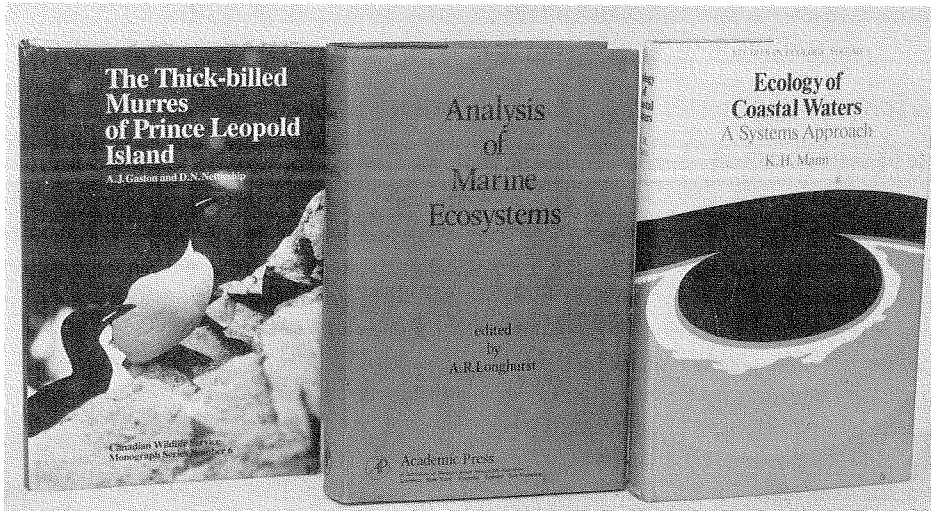 The Thick-billed
Murres
of Prince Leopold
Island
A.J. Gaston and D.N. Nettleship
Canadian Wildlife Service
Monograph Series Number 6
Analysis
of
Marine
Ecosystems
edited
by
A.R. Longhurst
Academic Press
Ecology of
Coastal Waters
A Systems Approach
K. H. Mann